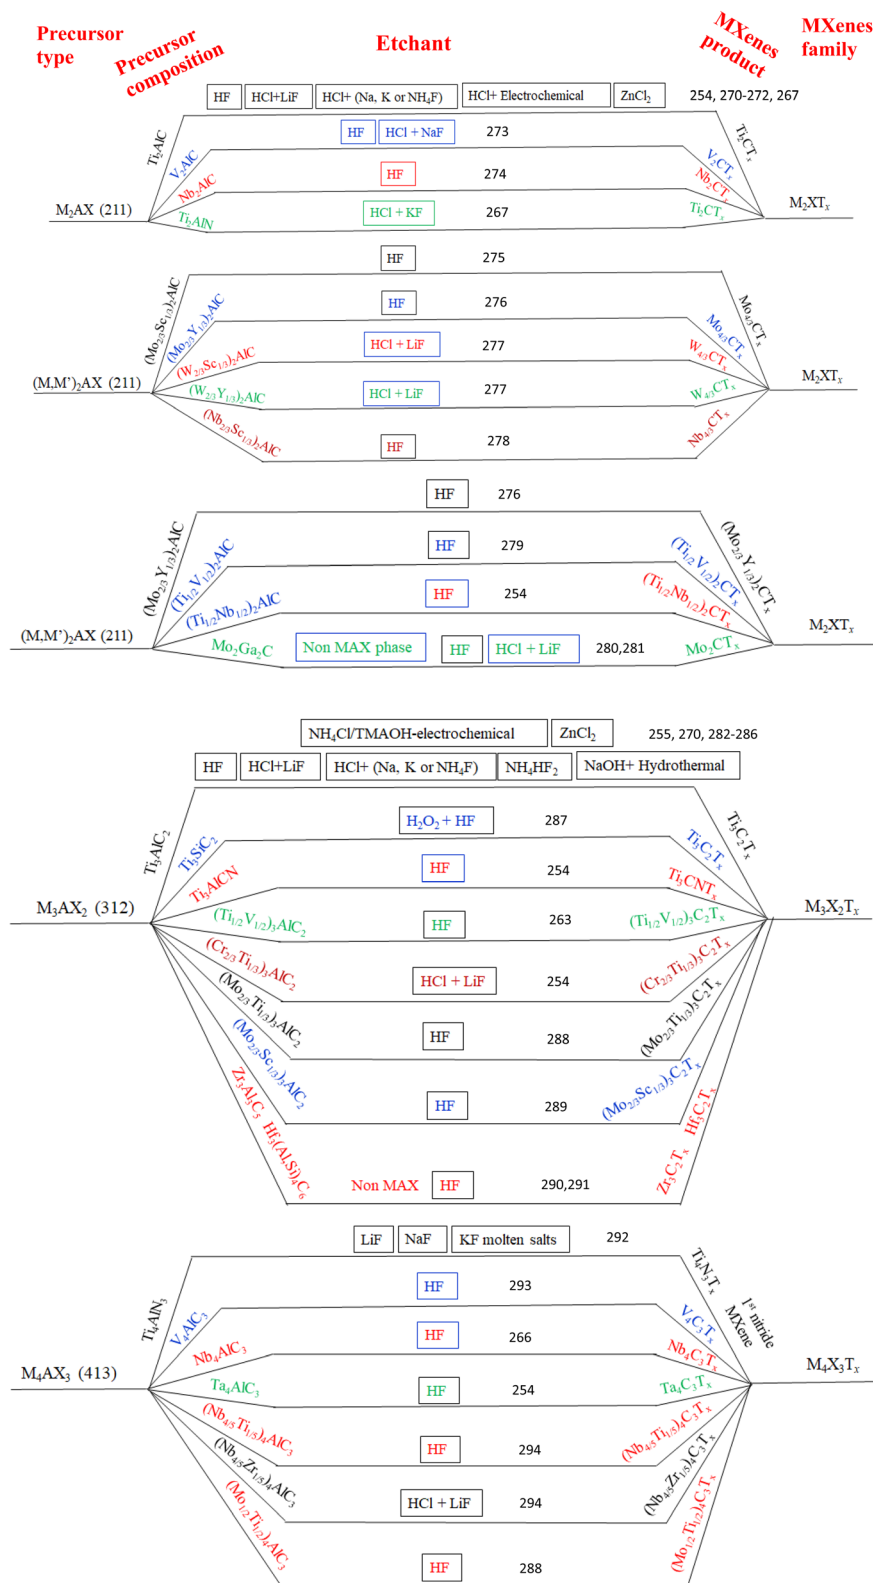 Precursor type
Precursor composition
Etchant
MXenes product
MXenes family
HF
HCl+LiF
HCl+ (Na, K or NH₄F)
HCl+ Electrochemical
ZnCl₂
254, 270-272, 267
Ti₂AlC
Ti₂CTₓ
V₂AlC
HF
HCl + NaF
273
V₂CTₓ
Nb₂AlC
HF
274
Nb₂CTₓ
M₂AX (211)
Ti₂AlN
HCl + KF
267
Ti₂CTₓ
M₂XTₓ
(Mo₂/₃Sc₁/₃)₂AlC
HF
275
Mo₄/₃CTₓ
(Mo₂/₃Y₁/₃)₂AlC
HF
276
Mo₄/₃CTₓ
(W₂/₃Sc₁/₃)₂AlC
HCl + LiF
277
W₄/₃CTₓ
(M,M’)₂AX (211)
(W₂/₃Y₁/₃)₂AlC
HCl + LiF
277
W₄/₃CTₓ
M₂XTₓ
(Nb₂/₃Sc₁/₃)₂AlC
HF
278
Nb₄/₃CTₓ
(Mo₂/₃Y₁/₃)₂AlC
HF
276
(Mo₂/₃Y₁/₃)₂CTₓ
(Ti₁/₂V₁/₂)₂AlC
HF
279
(Ti₁/₂V₁/₂)₂CTₓ
(Ti₁/₂Nb₁/₂)₂AlC
HF
254
(Ti₁/₂Nb₁/₂)₂CTₓ
(M,M’)₂AX (211)
Mo₂Ga₂C
Non MAX phase
HF
HCl + LiF
280,281
Mo₂CTₓ
M₂XTₓ
NH₄Cl/TMAOH-electrochemical
ZnCl₂
255, 270, 282-286
HF
HCl+LiF
HCl+ (Na, K or NH₄F)
NH₄HF₂
NaOH+ Hydrothermal
Ti₃AlC₂
Ti₃C₂Tₓ
Ti₃SiC₂
H₂O₂ + HF
287
Ti₃C₂Tₓ
Ti₃AlCN
HF
254
Ti₃CNTₓ
M₃AX₂ (312)
(Ti₁/₂V₁/₂)₃AlC₂
HF
263
(Ti₁/₂V₁/₂)₃C₂Tₓ
M₃X₂Tₓ
(Cr₂/₃Ti₁/₃)₃AlC₂
HCl + LiF
254
(Cr₂/₃Ti₁/₃)₃C₂Tₓ
(Mo₂/₃Ti₁/₃)₃AlC₂
HF
288
(Mo₂/₃Ti₁/₃)₃C₂Tₓ
(Mo₂/₃Sc₁/₃)₃AlC₂
HF
289
(Mo₂/₃Sc₁/₃)₃C₂Tₓ
Zr₃Al₃C₅ Hf₃(Al,Si)₄C₆
Non MAX
HF
290,291
Zr₃C₂Tₓ Hf₃C₂Tₓ
LiF
NaF
KF molten salts
292
Ti₄AlN₃
Ti₄N₃Tₓ
1ˢᵗ nitride
MXene
V₄AlC₃
HF
293
V₄C₃Tₓ
Nb₄AlC₃
HF
266
Nb₄C₃Tₓ
M₄AX₃ (413)
Ta₄AlC₃
HF
254
Ta₄C₃Tₓ
M₄X₃Tₓ
(Nb₄/₅Ti₁/₅)₄AlC₃
HF
294
(Nb₄/₅Ti₁/₅)₄C₃Tₓ
(Nb₄/₅Zr₁/₅)₄AlC₃
HCl + LiF
294
(Nb₄/₅Zr₁/₅)₄C₃Tₓ
(Mo₁/₂Ti₁/₂)₄AlC₃
HF
288
(Mo₁/₂Ti₁/₂)₄C₃Tₓ